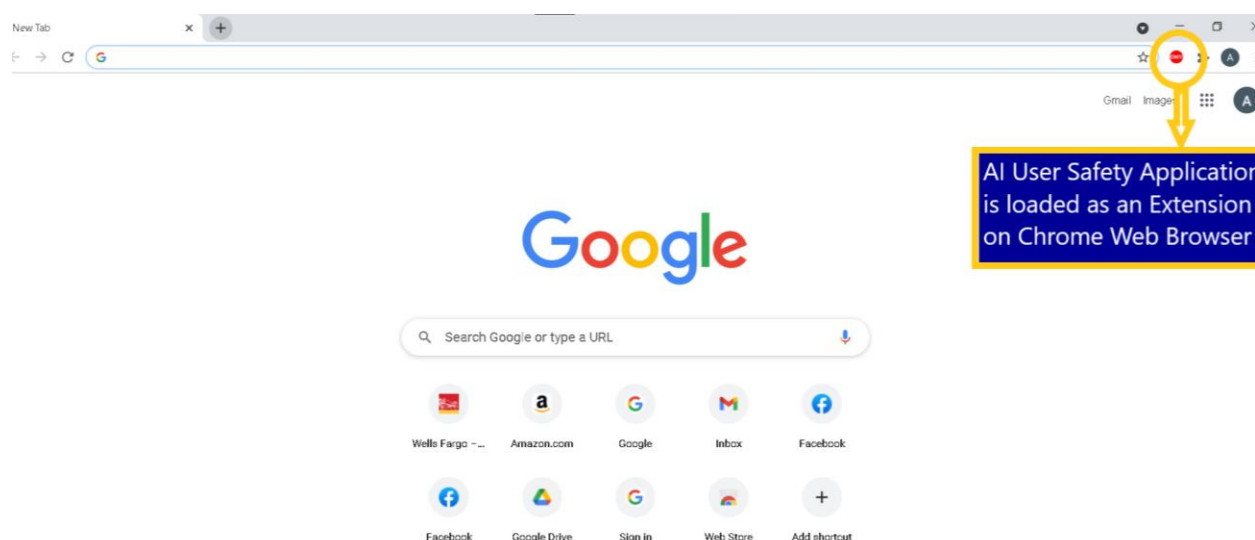 New Tab
A
Gmail Images
A
AI User Safety Application
is loaded as an Extension
on Chrome Web Browser
Google
Search Google or type a URL
Wells Fargo –... Amazon.com Google Inbox Facebook
Facebook Google Drive Sign in Web Store Add shortcut